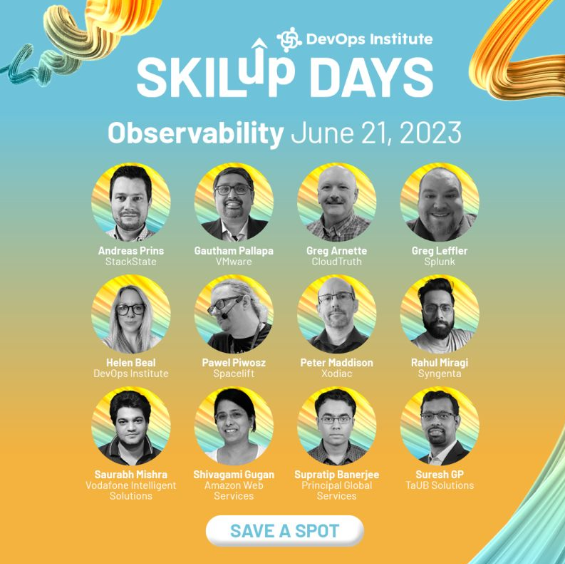 DevOps Institute
SKILup DAYS
Observability June 21, 2023
Andreas Prins
StackState
Gautham Pallapa
VMware
Greg Arnette
CloudTruth
Greg Leffler
Splunk
Helen Beal
DevOps Institute
Pawel Piwosz
Spacelift
Peter Maddison
Xodiac
Rahul Miragi
Syngenta
Saurabh Mishra
Vodafone Intelligent
Solutions
Shivagami Gugan
Amazon Web
Services
Supratip Banerjee
Principal Global
Services
Suresh GP
TaUB Solutions
SAVE A SPOT